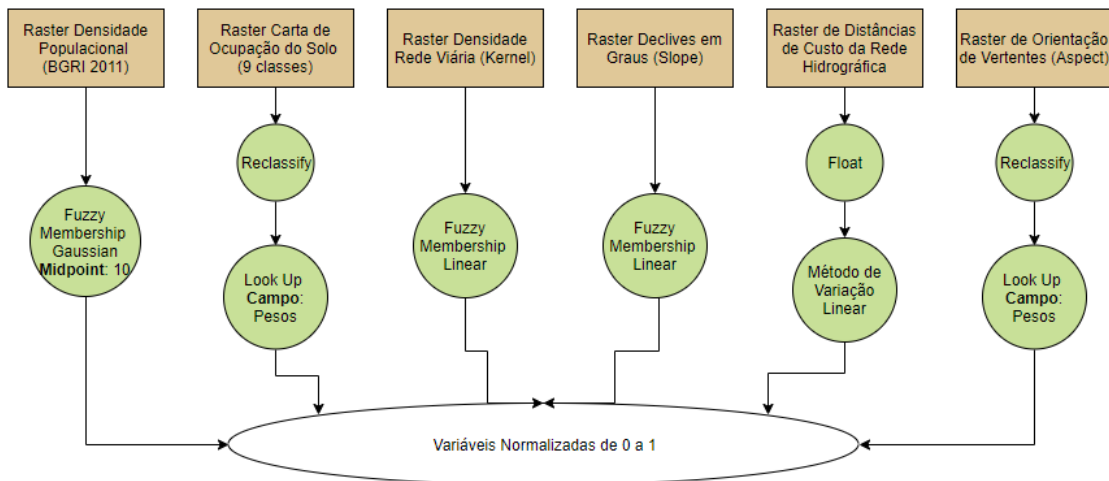 Raster Densidade
Populacional
(BGRI 2011)
Raster Carta de
Ocupação do Solo
(9 classes)
Raster Densidade
Rede Viária (Kernel)
Raster Declives em
Graus (Slope)
Raster de Distâncias
de Custo da Rede
Hidrográfica
Raster de Orientação
de Vertentes (Aspect)
Reclassify
Float
Reclassify
Fuzzy
Membership
Gaussian
Midpoint: 10
Look Up
Campo:
Pesos
Fuzzy
Membership
Linear
Fuzzy
Membership
Linear
Método de
Variação
Linear
Look Up
Campo:
Pesos
Variáveis Normalizadas de 0 a 1